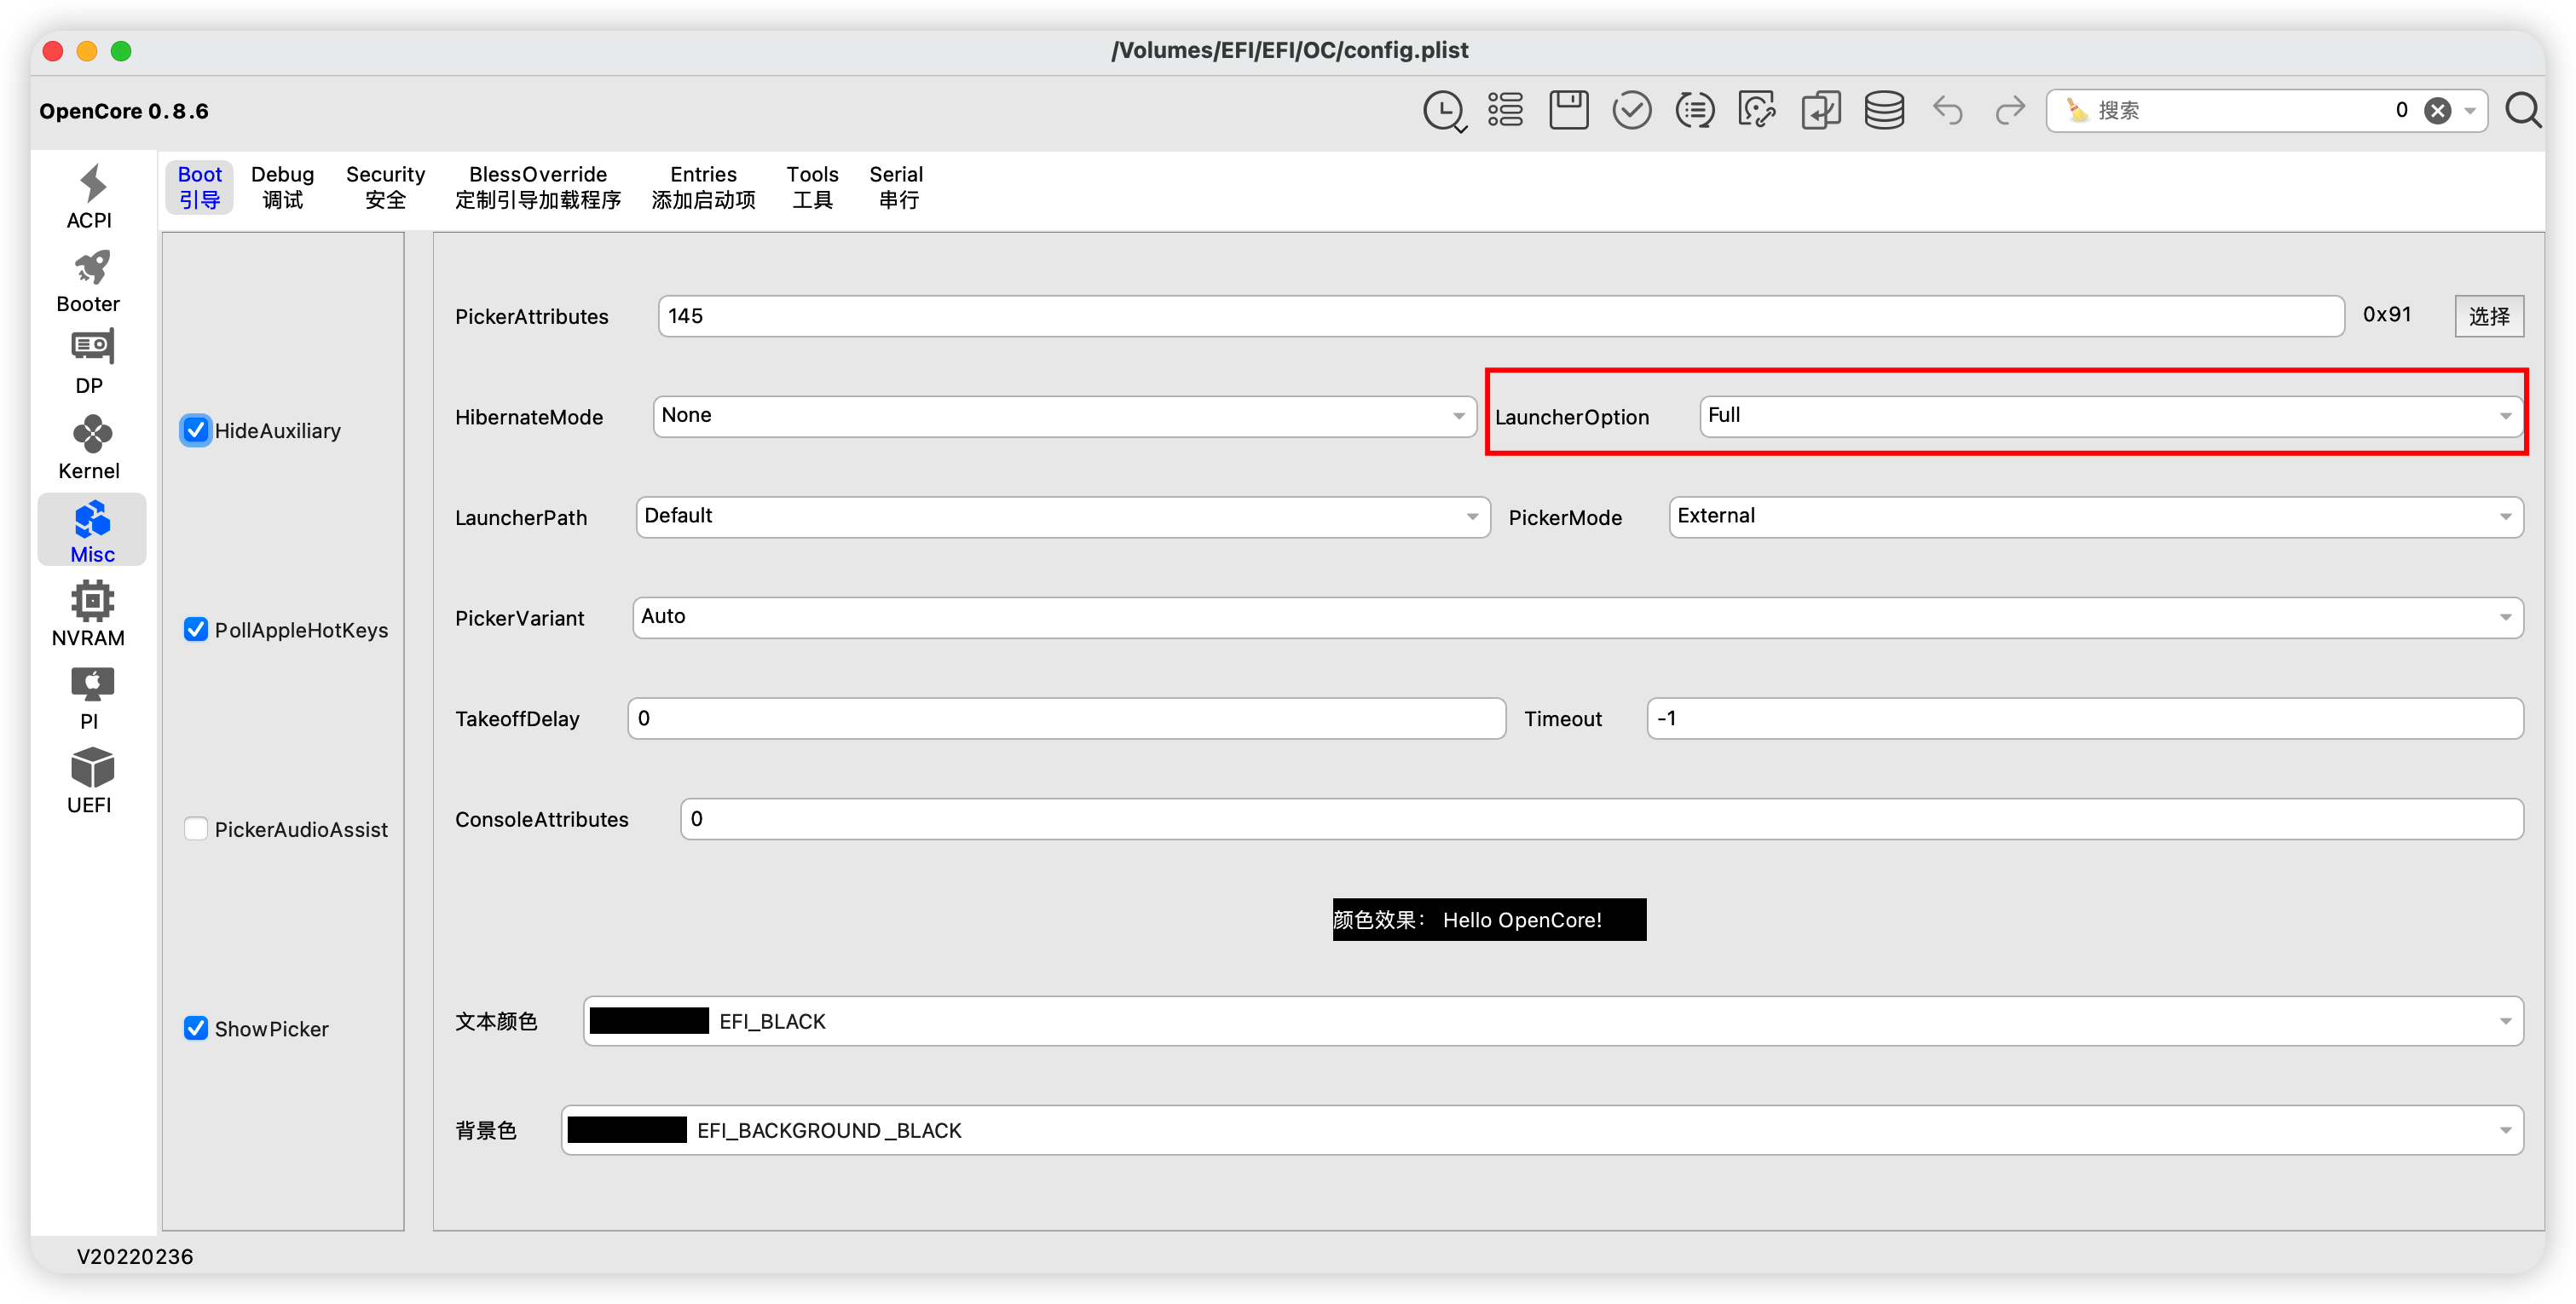 /Volumes/EFI/EFI/OC/config.plist
OpenCore 0.8.6
搜索 0
Boot Debug Security BlessOverride Entries Tools Serial
引导 调试 安全 定制引导加载程序 添加启动项 工具 串行
ACPI
Booter
DP
Kernel
Misc
NVRAM
PI
UEFI
HideAuxiliary
PollAppleHotKeys
PickerAudioAssist
ShowPicker
PickerAttributes 145 0x91 选择
HibernateMode None LauncherOption Full
LauncherPath Default PickerMode External
PickerVariant Auto
TakeoffDelay 0 Timeout -1
ConsoleAttributes 0
颜色效果： Hello OpenCore!
文本颜色 EFI_BLACK
背景色 EFI_BACKGROUND_BLACK
V20220236